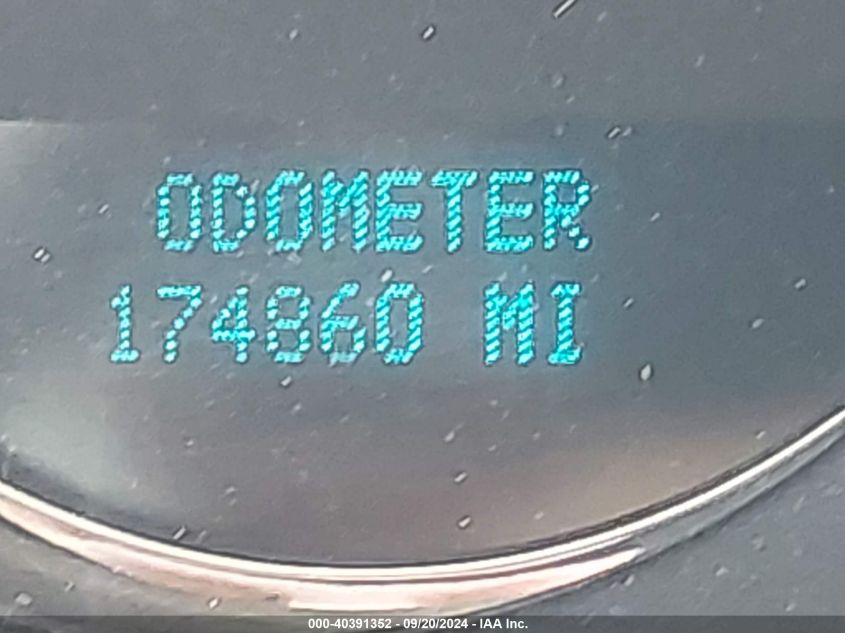 ODOMETER
174860 MI
000-40391352 - 09/20/2024 - IAA Inc.